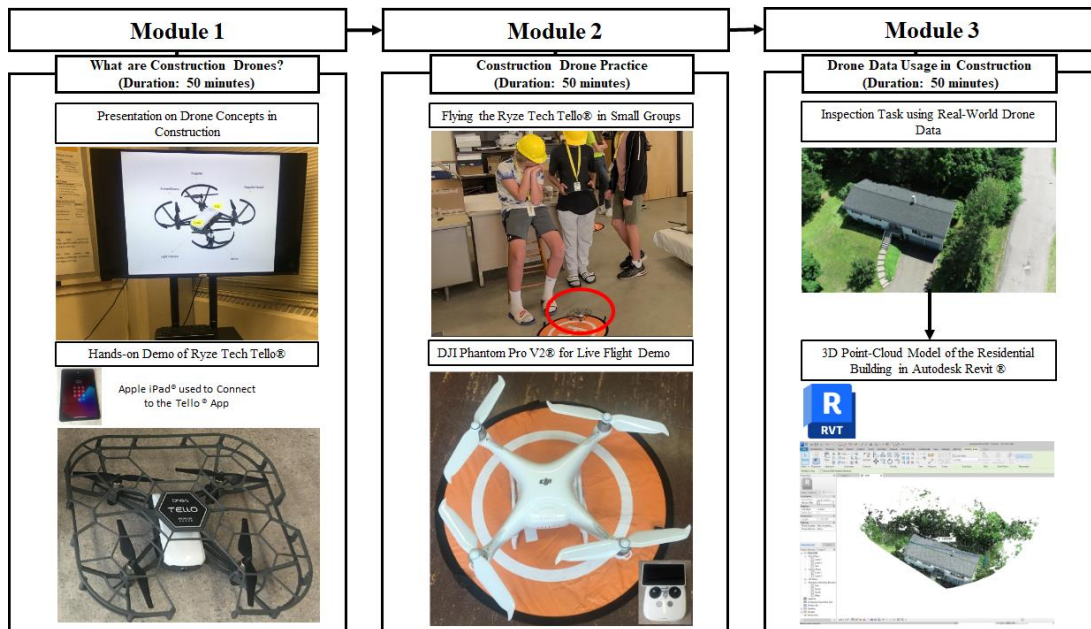 Module 1
What are Construction Drones?
(Duration: 50 minutes)
Presentation on Drone Concepts in
Construction
Hands-on Demo of Ryze Tech Tello®
Apple iPad® used to Connect
to the Tello® App
TELLO
Module 2
Construction Drone Practice
(Duration: 50 minutes)
Flying the Ryze Tech Tello® in Small Groups
DJI Phantom Pro V2® for Live Flight Demo
dji
Module 3
Drone Data Usage in Construction
(Duration: 50 minutes)
Inspection Task using Real-World Drone
Data
3D Point-Cloud Model of the Residential
Building in Autodesk Revit ®
R
RVT